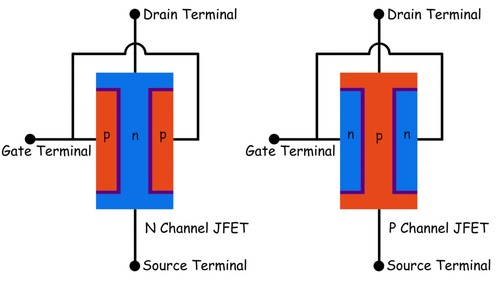 Drain Terminal
Drain Terminal
p n p
n p n
Gate Terminal
Gate Terminal
N Channel JFET
P Channel JFET
Source Terminal
Source Terminal